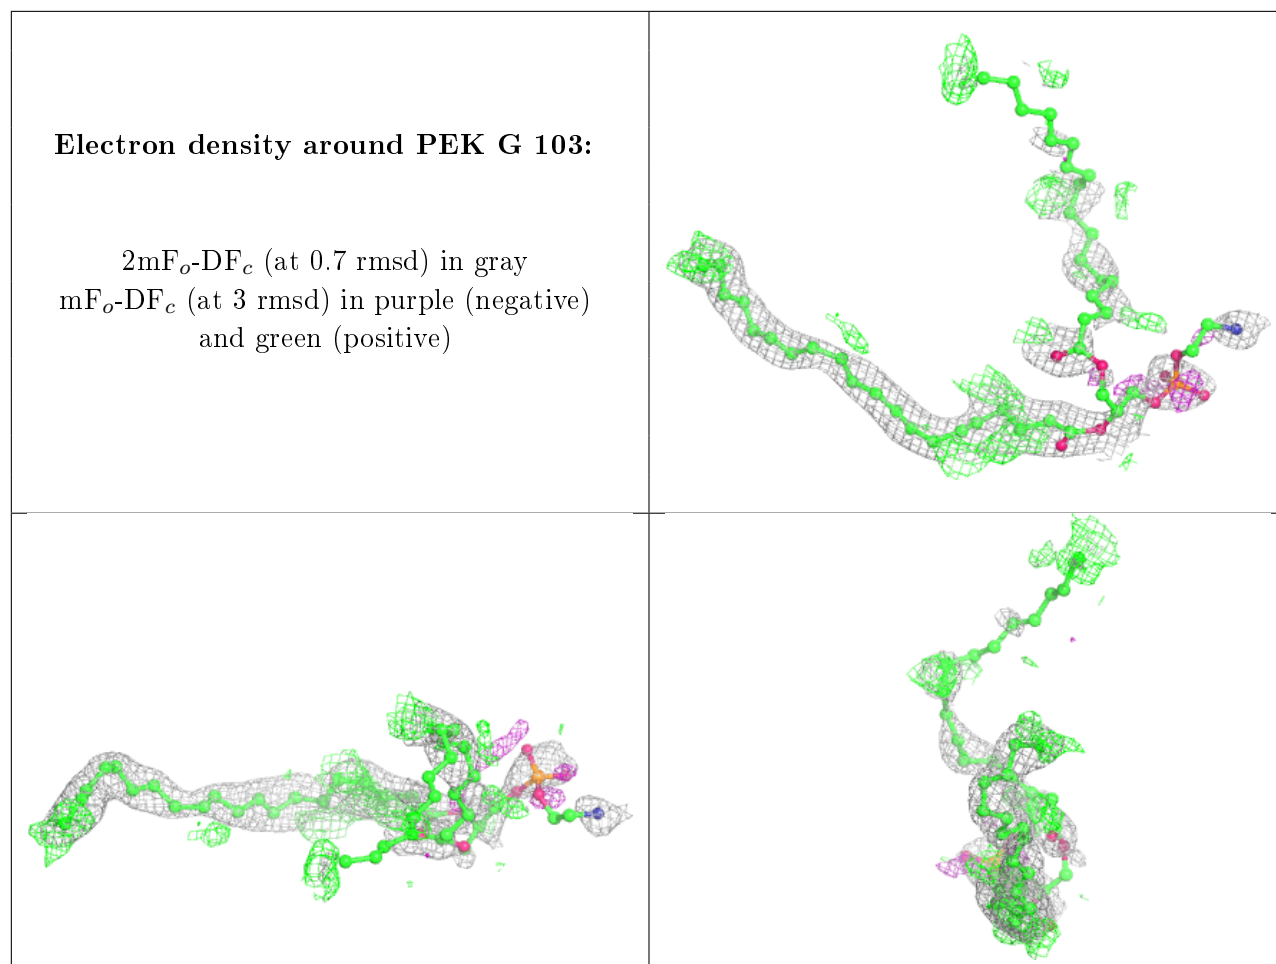 Electron density around PEK G 103:
2mFo-DFc (at 0.7 rmsd) in gray
mFo-DFc (at 3 rmsd) in purple (negative)
and green (positive)